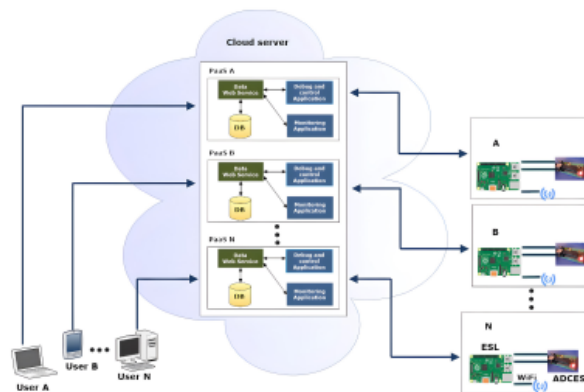 Cloud server
PaaS A
Data
Web Service
Debug and
control
Application
DB
Monitoring
Application
PaaS B
Data
Web Service
Debug and
control
Application
DB
Monitoring
Application
PaaS N
Data
Web Service
Debug and
control
Application
DB
Monitoring
Application
A
B
N
ESL
WiFi
ADCES
User A
User B
User N